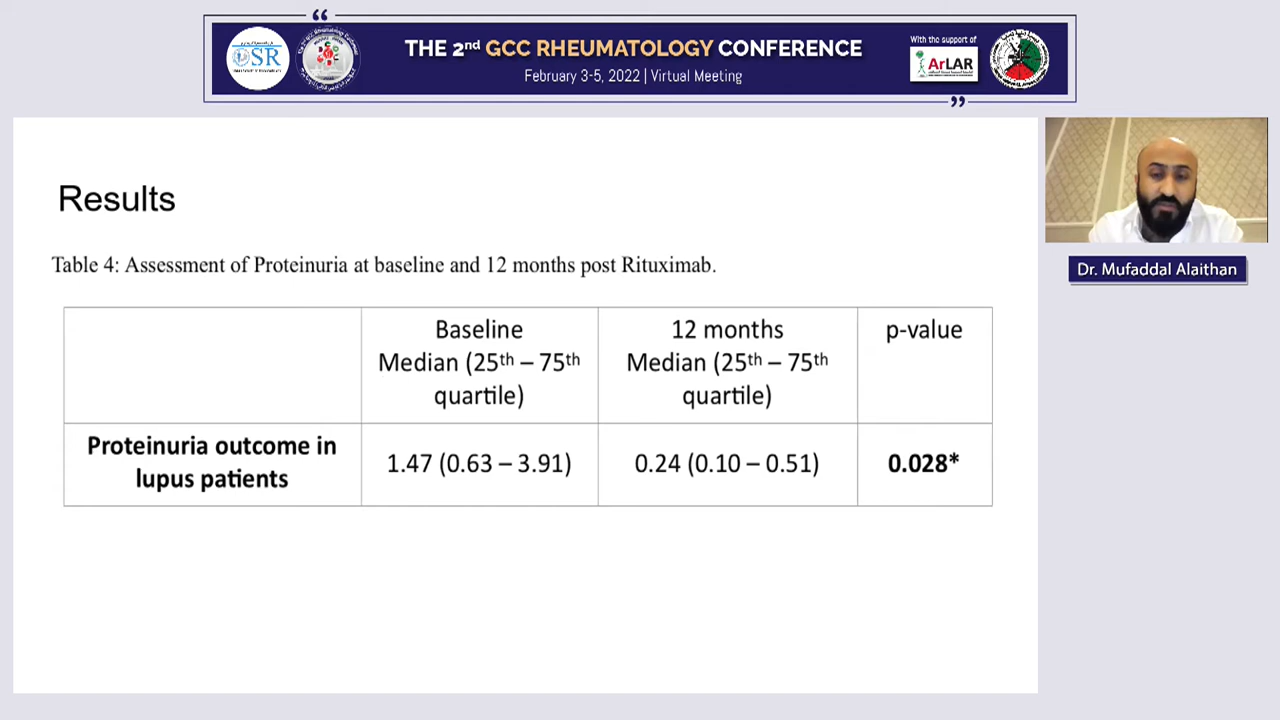 THE 2nd GCC RHEUMATOLOGY CONFERENCE
February 3-5, 2022 | Virtual Meeting
With the support of
ArLAR
OSR
Results
Dr. Mufaddal Alaithan
Table 4: Assessment of Proteinuria at baseline and 12 months post Rituximab.
Baseline
Median (25th – 75th
quartile)
12 months
Median (25th – 75th
quartile)
p-value
Proteinuria outcome in
lupus patients
1.47 (0.63 – 3.91)
0.24 (0.10 – 0.51)
0.028*